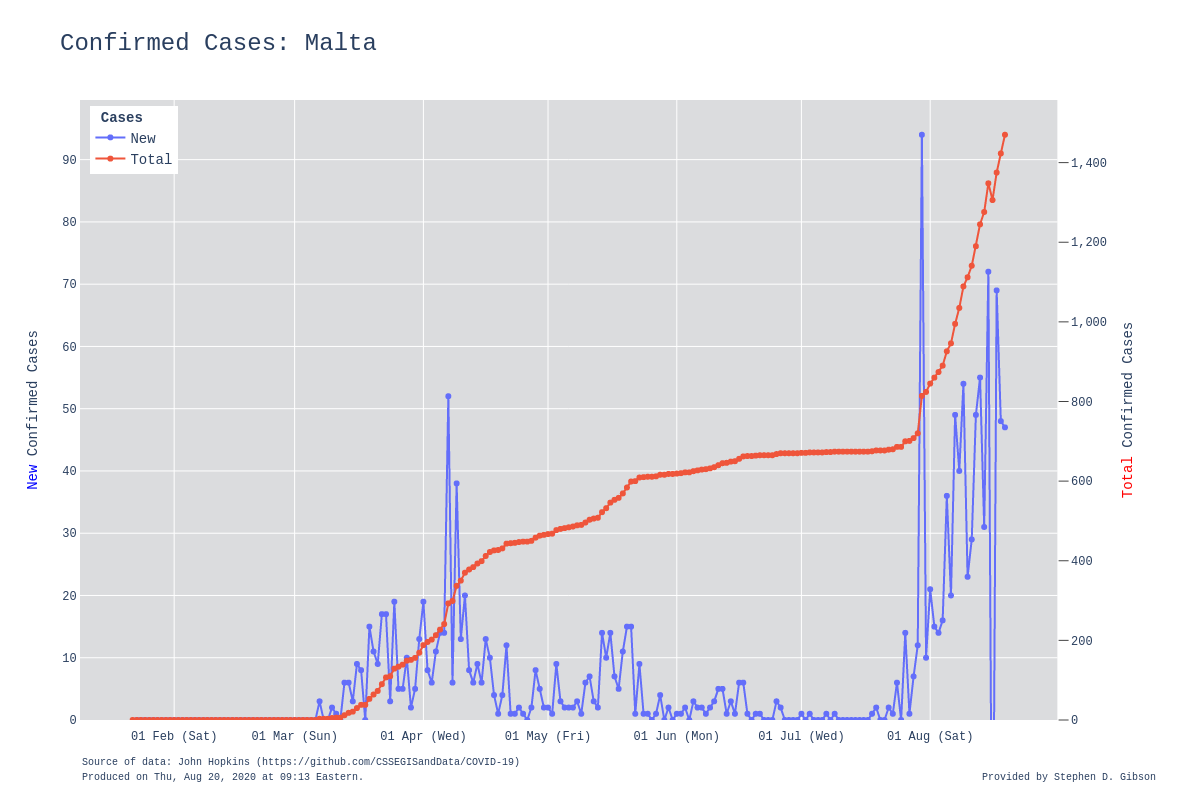 Confirmed Cases: Malta
Cases
New
Total
90
80
70
60
50
40
30
20
10
0
1,400
1,200
1,000
800
600
400
200
0
New Confirmed Cases
Total Confirmed Cases
01 Feb (Sat)
01 Mar (Sun)
01 Apr (Wed)
01 May (Fri)
01 Jun (Mon)
01 Jul (Wed)
01 Aug (Sat)
Source of data: John Hopkins (https://github.com/CSSEGISandData/COVID-19)
Produced on Thu, Aug 20, 2020 at 09:13 Eastern.
Provided by Stephen D. Gibson